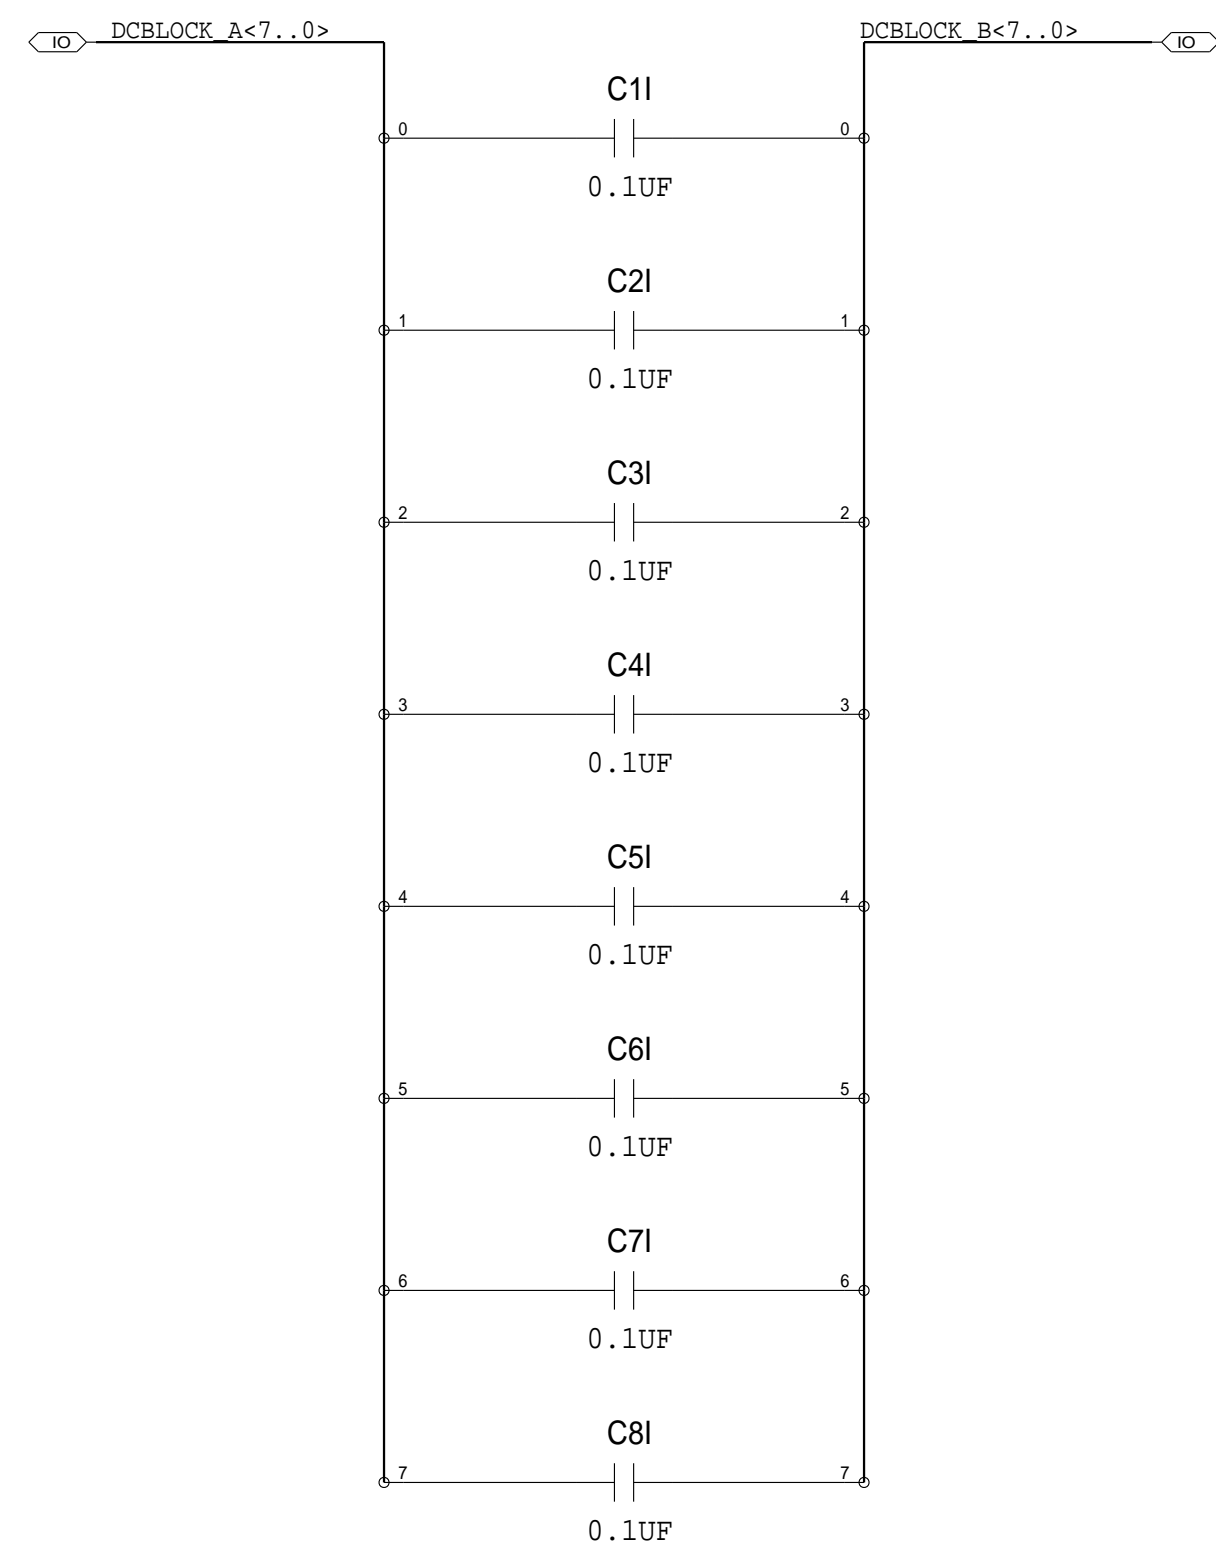 IO DCBLOCK_A<7..0> DCBLOCK_B<7..0> IO
C1I
0 0
0.1UF
C2I
1 1
0.1UF
C3I
2 2
0.1UF
C4I
3 3
0.1UF
C5I
4 4
0.1UF
C6I
5 5
0.1UF
C7I
6 6
0.1UF
C8I
7 7
0.1UF